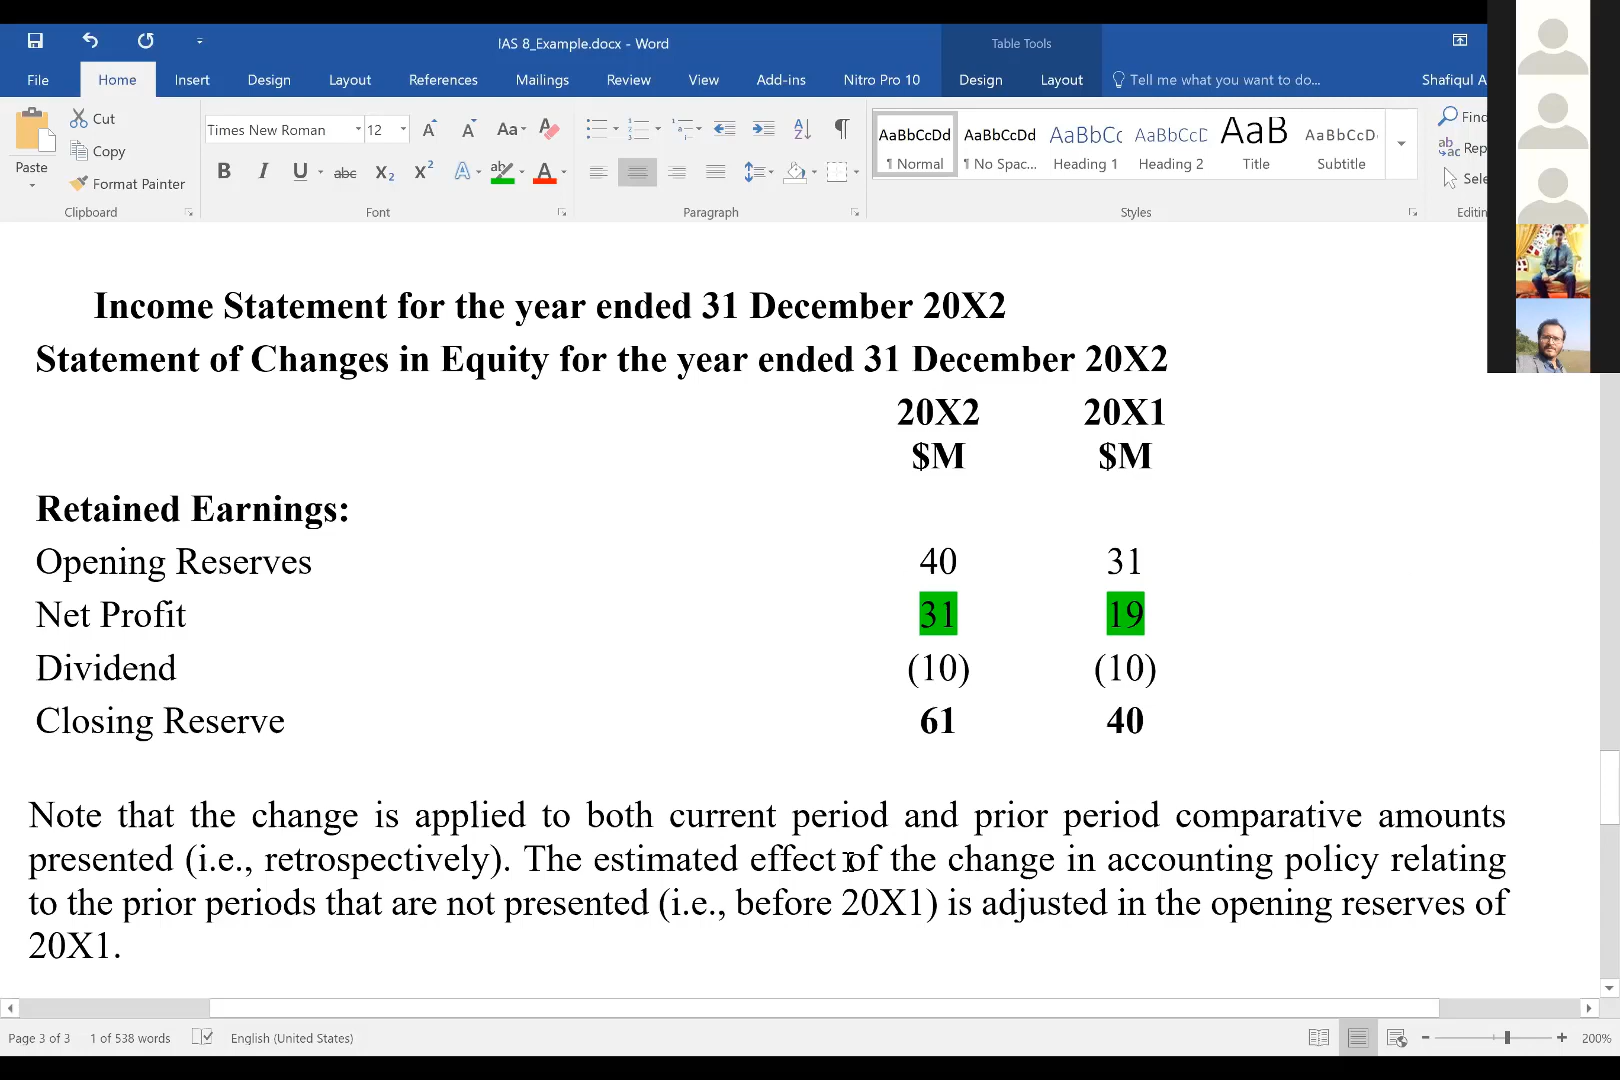 IAS 8_Example.docx - Word
Table Tools
File Home Insert Design Layout References Mailings Review View Add-ins Nitro Pro 10 Design Layout Tell me what you want to do... Shafiqul A
Cut
Copy
Format Painter
Paste
Clipboard
Times New Roman 12
Font
Paragraph
AaBbCcDd AaBbCcDd AaBbCc AaBbCcD AaB AaBbCcD
¶ Normal ¶ No Spac... Heading 1 Heading 2 Title Subtitle
Styles
Find
Rep
Sele
Editin
Income Statement for the year ended 31 December 20X2
Statement of Changes in Equity for the year ended 31 December 20X2
20X2 20X1
$M $M
Retained Earnings:
Opening Reserves 40 31
Net Profit 31 19
Dividend (10) (10)
Closing Reserve 61 40
Note that the change is applied to both current period and prior period comparative amounts
presented (i.e., retrospectively). The estimated effect of the change in accounting policy relating
to the prior periods that are not presented (i.e., before 20X1) is adjusted in the opening reserves of
20X1.
Page 3 of 3 1 of 538 words English (United States) 200%